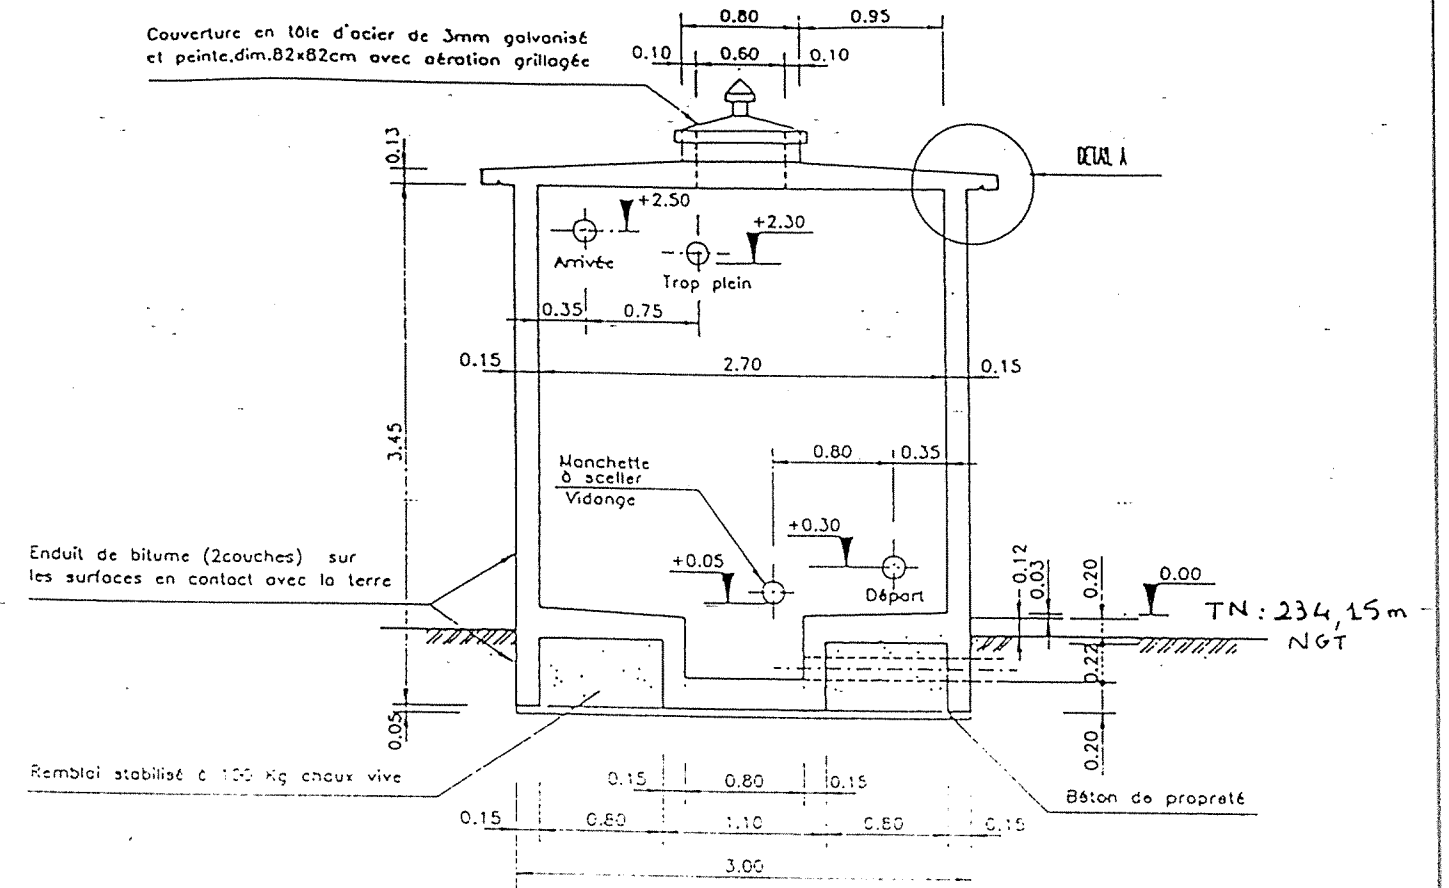 0.80 0.95
Couverture en tôle d'acier de 3mm galvanisé
et peinte,dim.82x82cm avec aération grillagée
0.10 0.60 0.10
0.13
DETAIL A
+2.50
+2.30
Arrivée
Trop plein
0.35 0.75
0.15 2.70 0.15
3.45
0.80 0.35
Manchette
à sceller
Vidange
+0.30
+0.05
Départ
Enduit de bitume (2couches) sur
les surfaces en contact avec la terre
0.12
0.03
0.20
0.00
TN : 234,15m
NGT
0.22
0.05
0.20
Remblai stabilisé à 100 Kg chaux vive
0.15 0.80 0.15
Béton de propreté
0.15 0.80 1.10 0.80 0.15
3.00